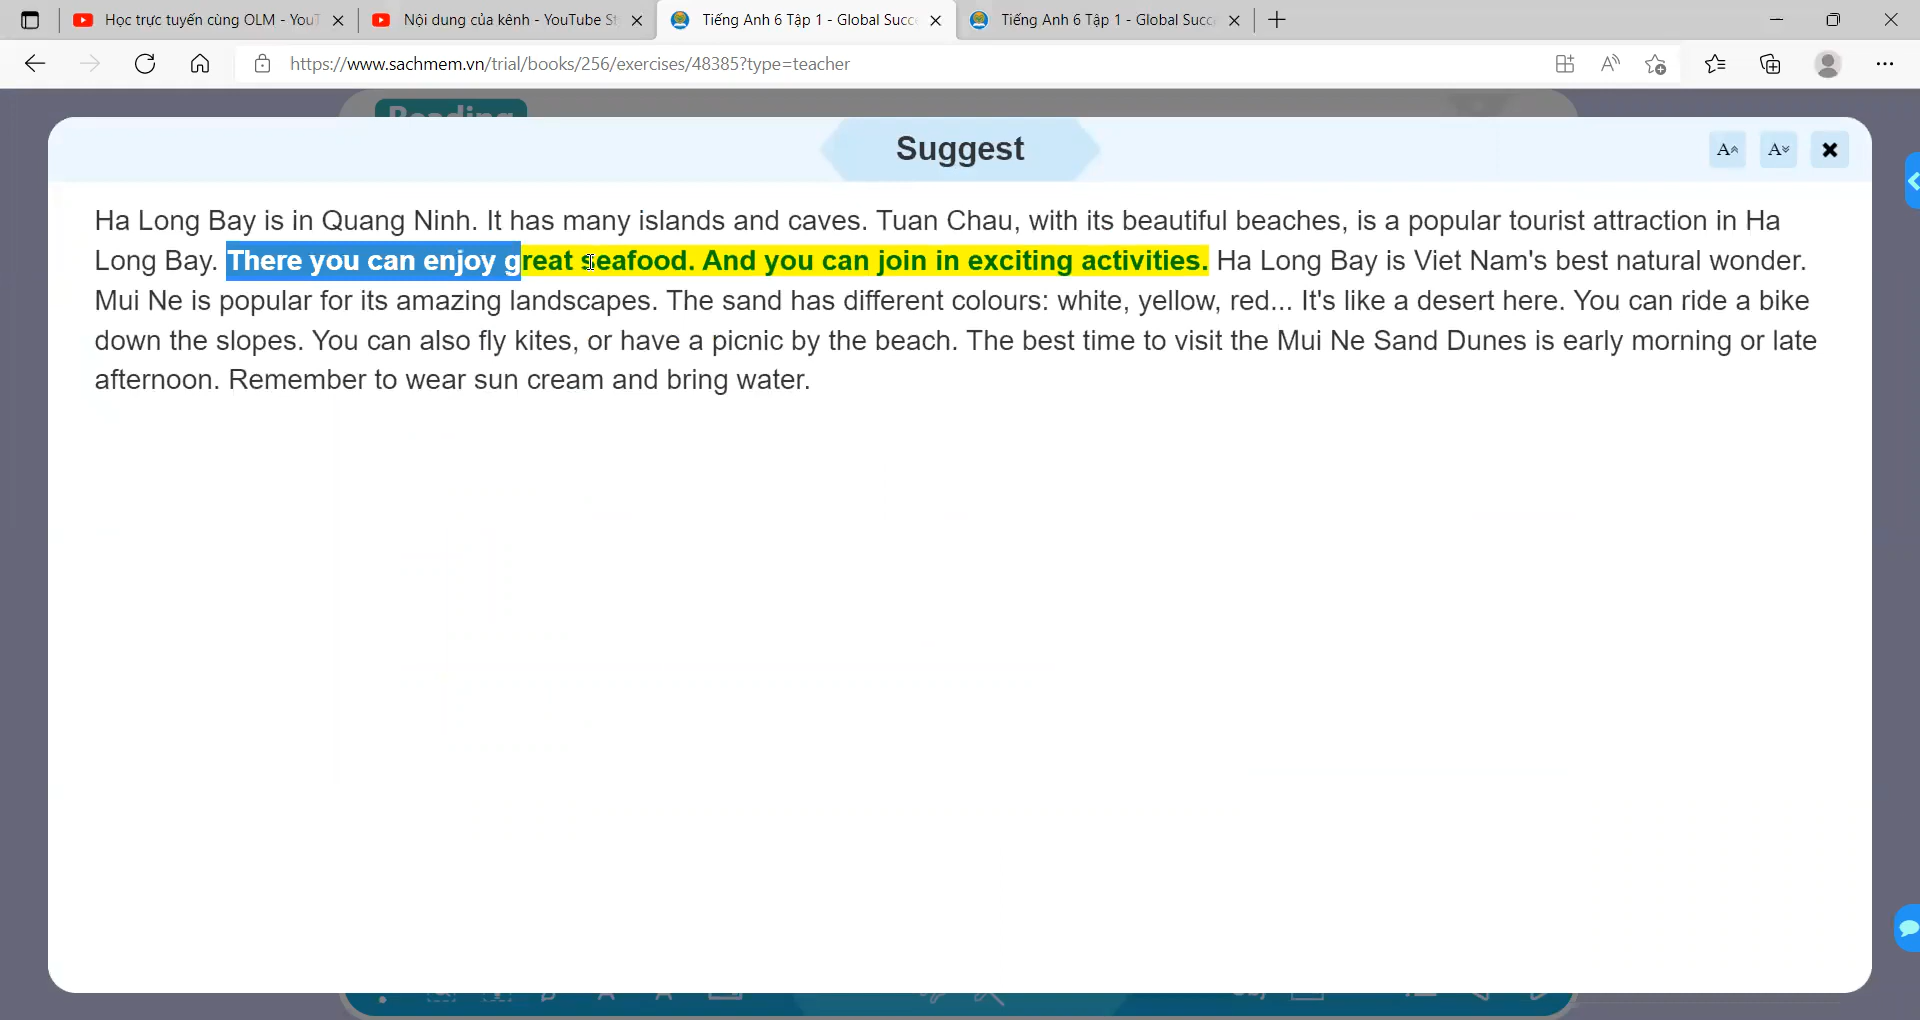 Học trực tuyến cùng OLM - YouT
Nội dung của kênh - YouTube St
Tiếng Anh 6 Tập 1 - Global Succe
Tiếng Anh 6 Tập 1 - Global Succe
https://www.sachmem.vn/trial/books/256/exercises/48385?type=teacher
Reading
Suggest
Ha Long Bay is in Quang Ninh. It has many islands and caves. Tuan Chau, with its beautiful beaches, is a popular tourist attraction in Ha
Long Bay. There you can enjoy great seafood. And you can join in exciting activities. Ha Long Bay is Viet Nam's best natural wonder.
Mui Ne is popular for its amazing landscapes. The sand has different colours: white, yellow, red... It's like a desert here. You can ride a bike
down the slopes. You can also fly kites, or have a picnic by the beach. The best time to visit the Mui Ne Sand Dunes is early morning or late
afternoon. Remember to wear sun cream and bring water.